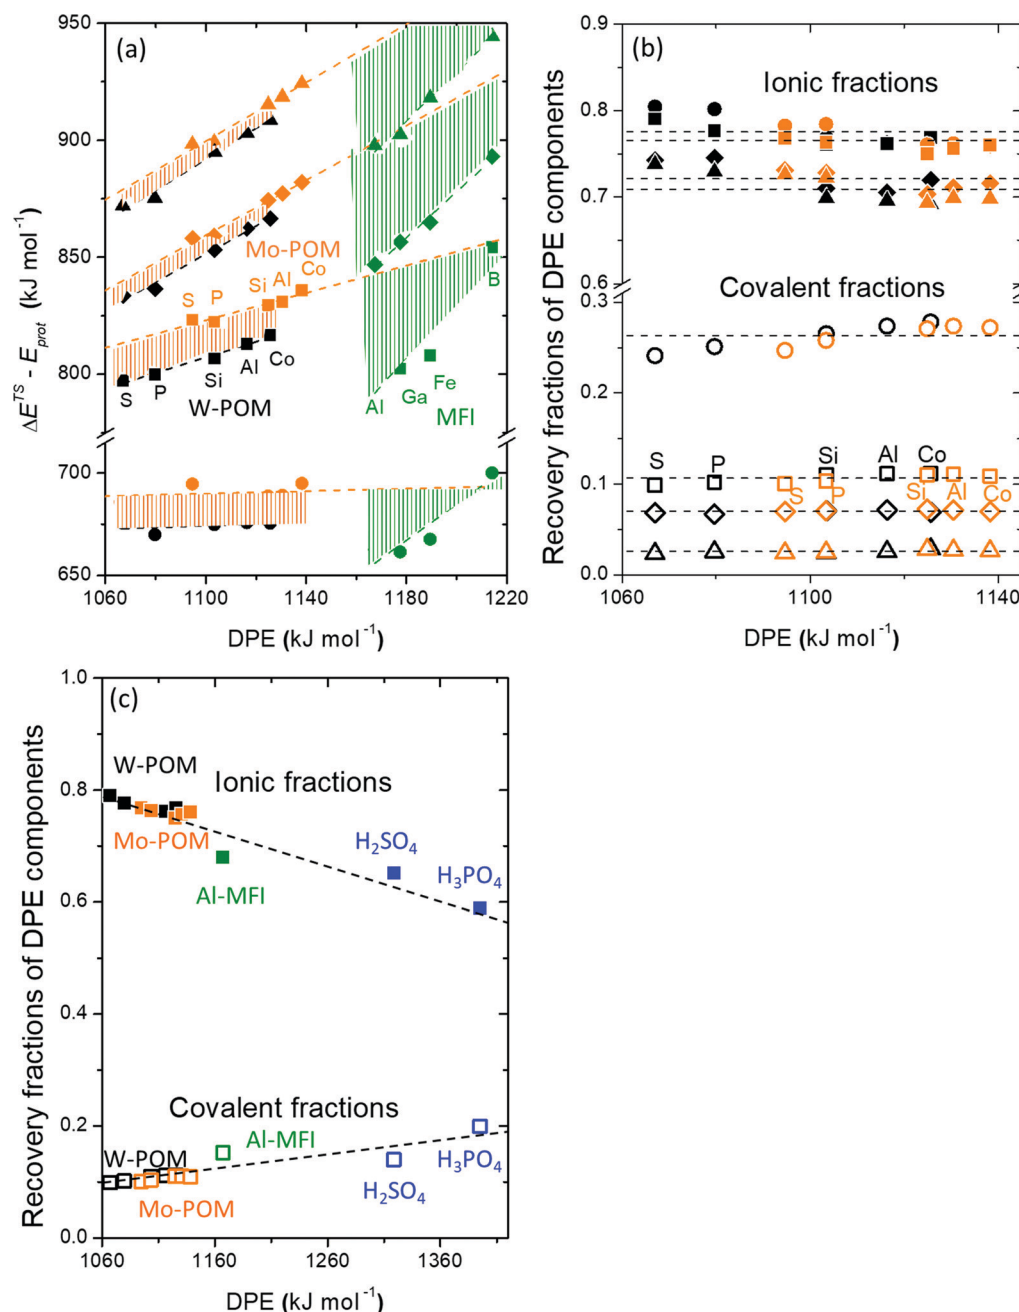 (a)
950
900
850
800
700
650
ΔE^TS - E_prot (kJ mol⁻¹)
Mo-POM
S
P
Si
Al
Co
S
P
Si
Al
Co
W-POM
Al
Ga
Fe
B
MFI
1060
1100
1140
1180
1220
DPE (kJ mol⁻¹)
(b)
0.9
0.8
0.7
0.6
0.3
0.2
0.1
0.0
Recovery fractions of DPE components
Ionic fractions
Covalent fractions
S
P
Si
Al
Co
S
P
Si
Al
Co
1060
1100
1140
DPE (kJ mol⁻¹)
(c)
1.0
0.8
0.6
0.4
0.2
0.0
Recovery fractions of DPE components
W-POM
Ionic fractions
Mo-POM
Al-MFI
H₂SO₄
H₃PO₄
Covalent fractions
W-POM
Al-MFI
Mo-POM
H₂SO₄
H₃PO₄
1060
1160
1260
1360
DPE (kJ mol⁻¹)